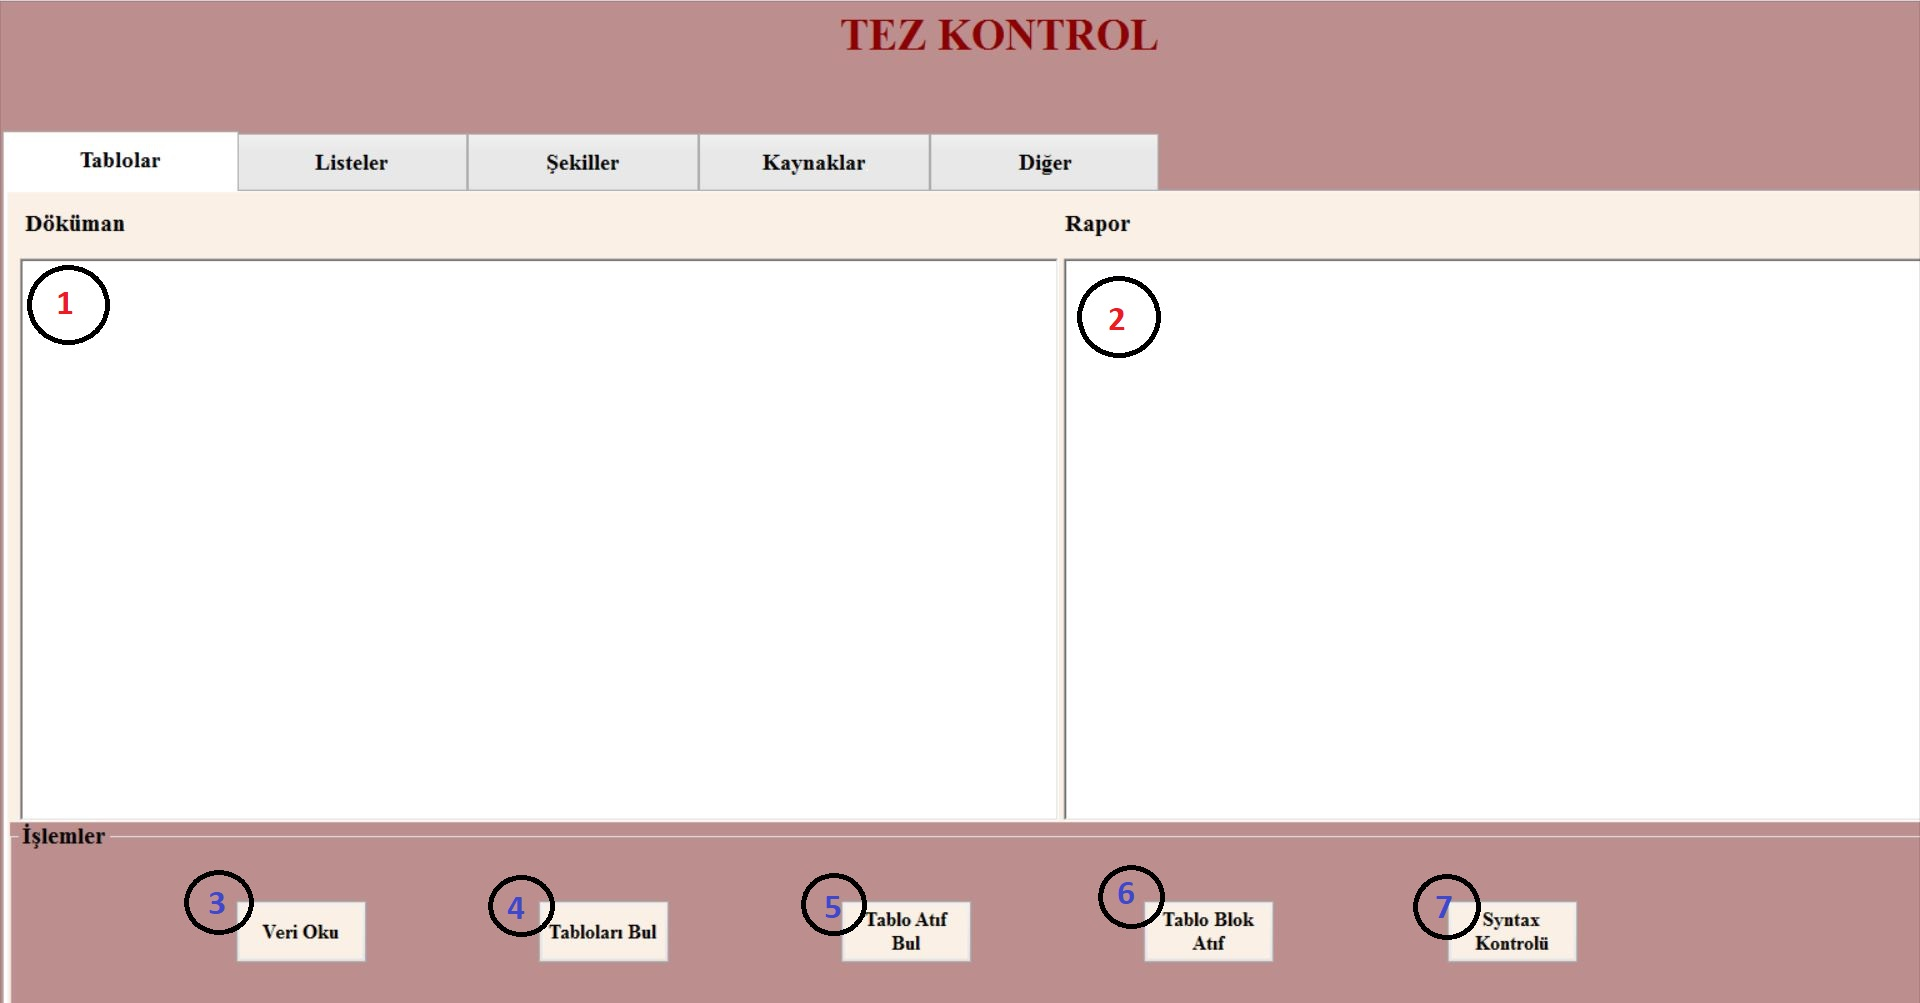 TEZ KONTROL
Tablolar
Listeler
Şekiller
Kaynaklar
Diğer
Döküman
Rapor
1
2
İşlemler
3
Veri Oku
4
Tabloları Bul
5
Tablo Atıf
Bul
6
Tablo Blok
Atıf
7
Syntax
Kontrolü